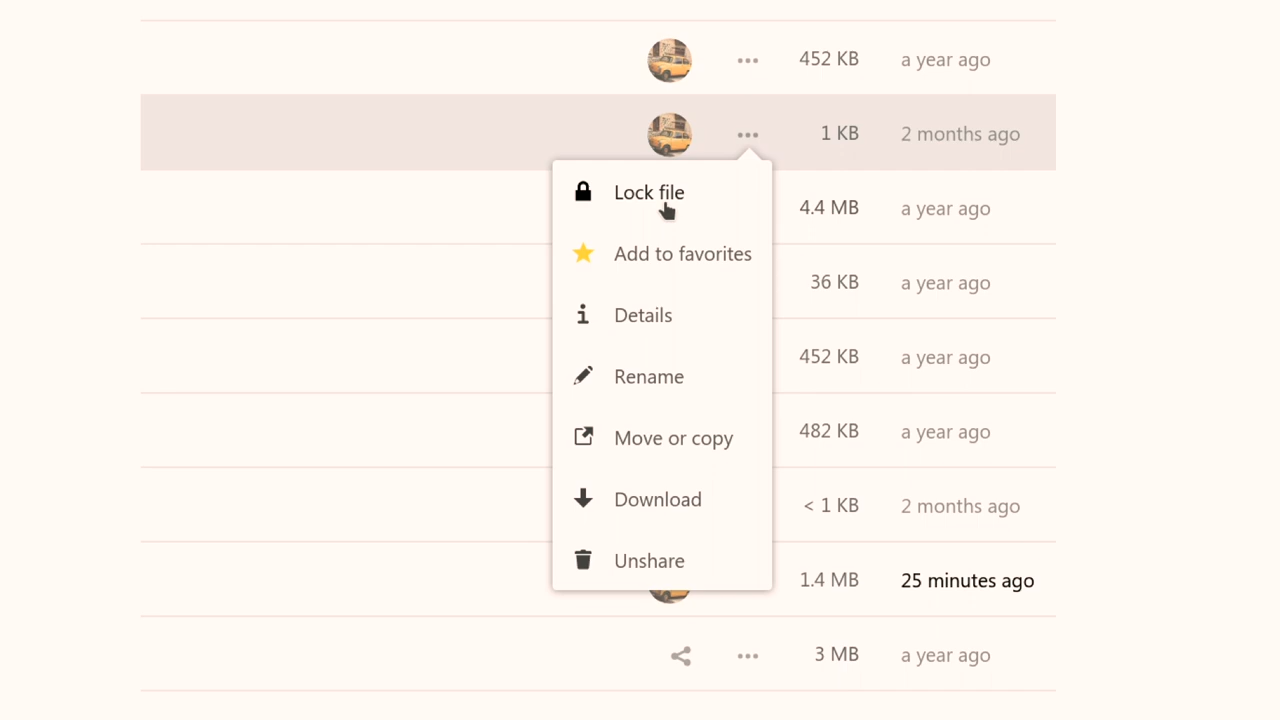 452 KB a year ago
1 KB 2 months ago
Lock file
4.4 MB a year ago
Add to favorites
36 KB a year ago
Details
452 KB a year ago
Rename
Move or copy
482 KB a year ago
Download
< 1 KB 2 months ago
Unshare
1.4 MB 25 minutes ago
3 MB a year ago